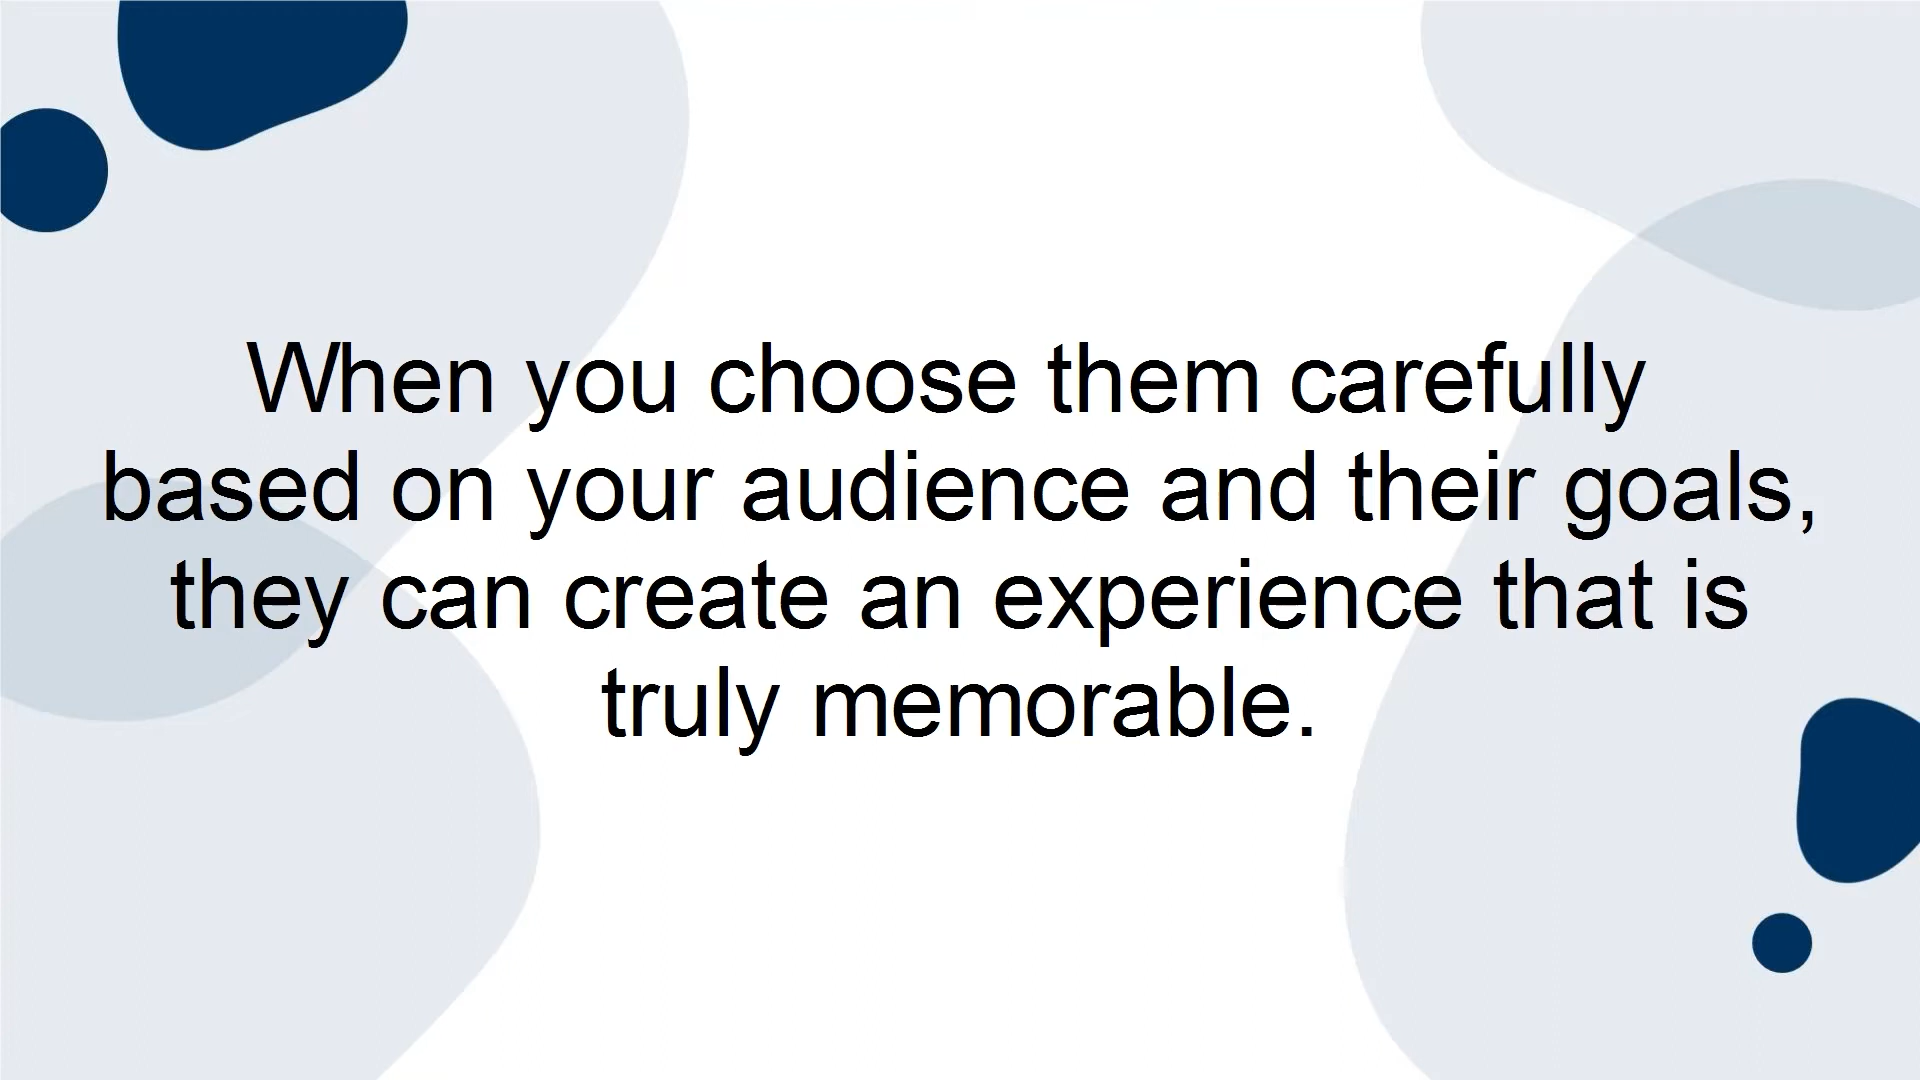 When you choose them carefully
based on your audience and their goals,
they can create an experience that is
truly memorable.